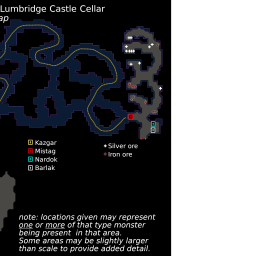 Lumbridge Castle Cellar
ap
Kazgar
Mistag
Nardok
Barlak
Silver ore
Iron ore
note: locations given may represent
one or more of that type monster
being present in that area.
Some areas may be slightly larger
than scale to provide added detail.